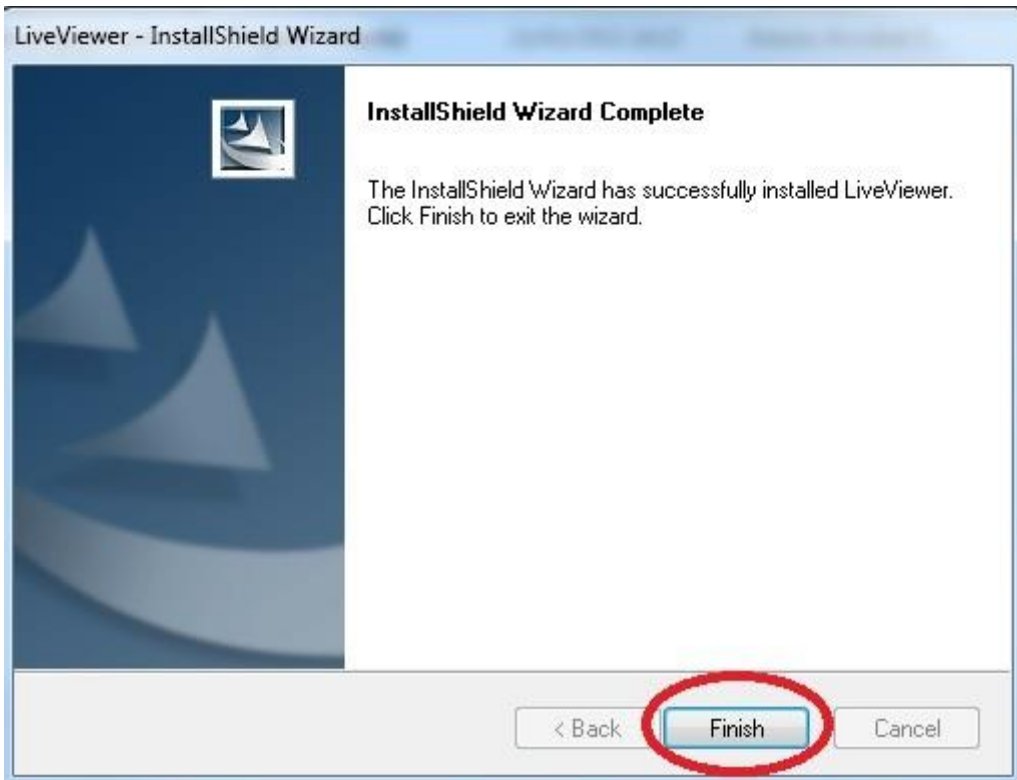 LiveViewer - InstallShield Wizard
InstallShield Wizard Complete
The InstallShield Wizard has successfully installed LiveViewer.
Click Finish to exit the wizard.
< Back
Finish
Cancel